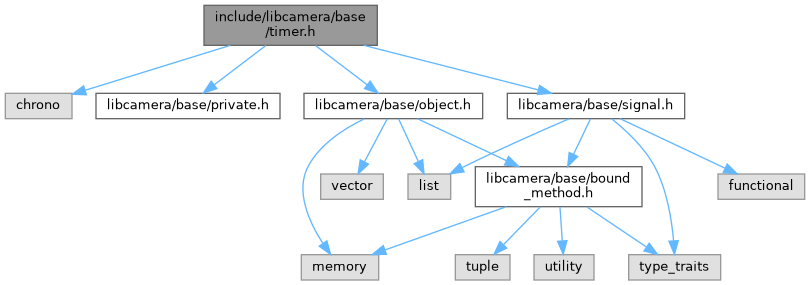 include/libcamera/base
/timer.h
chrono
libcamera/base/private.h
libcamera/base/object.h
libcamera/base/signal.h
vector
list
libcamera/base/bound
_method.h
functional
memory
tuple
utility
type_traits